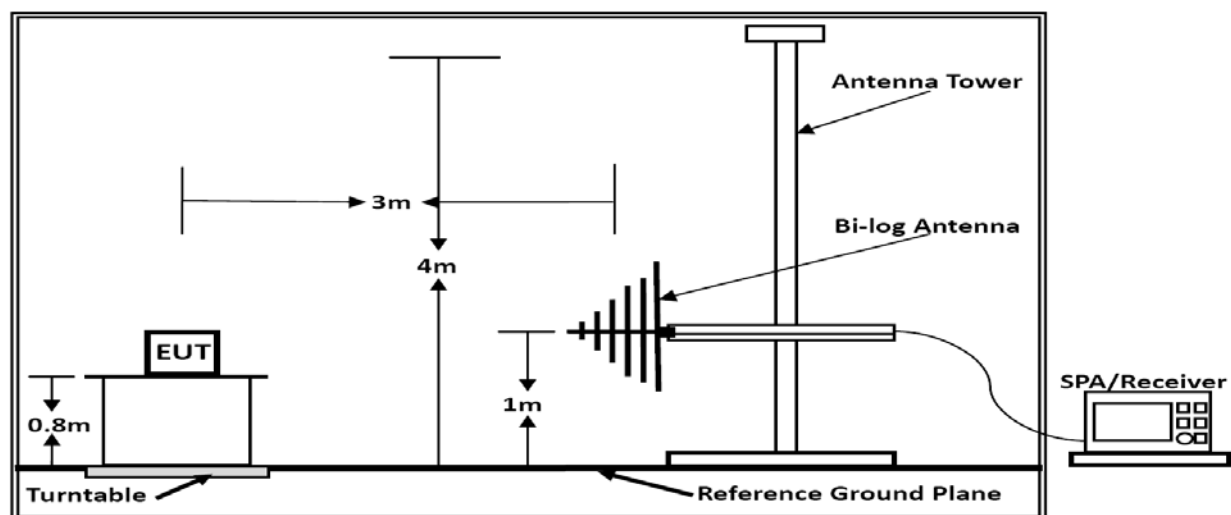 Antenna Tower
3m
Bi-log Antenna
4m
EUT
1m
0.8m
SPA/Receiver
Turntable
Reference Ground Plane